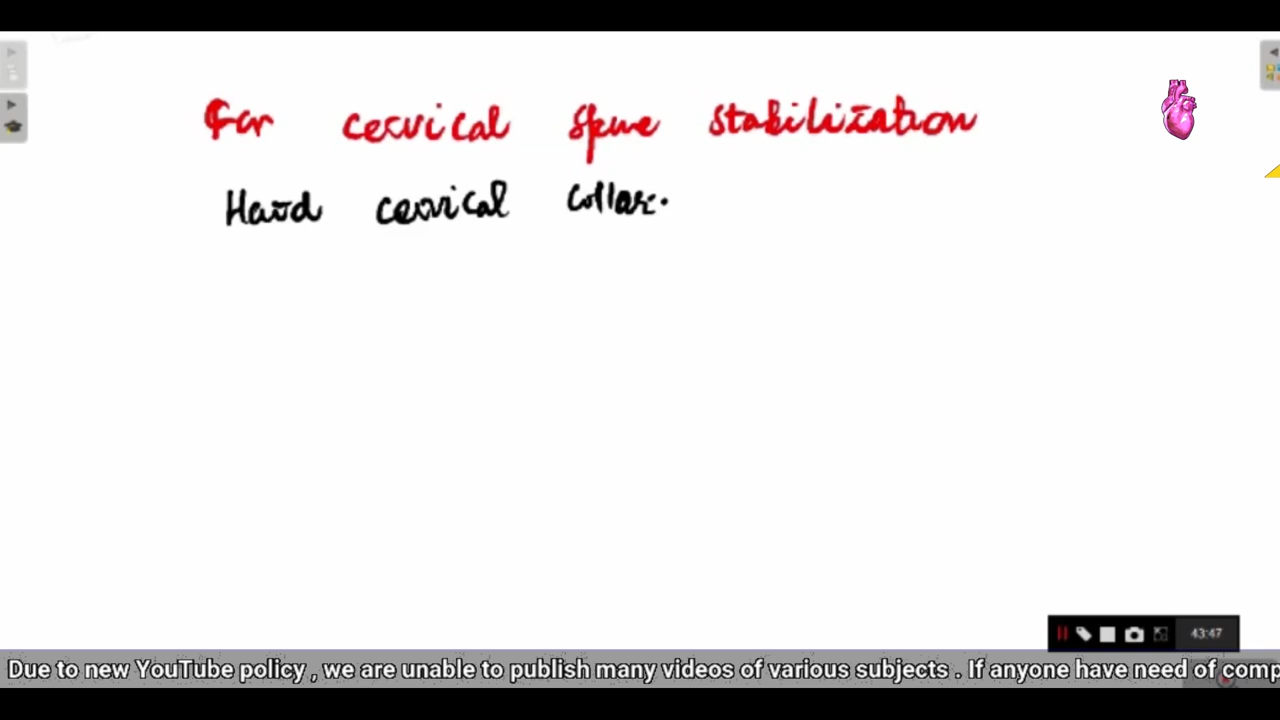 For cervical spine stabilization
Hard cervical collar.
43:47
Due to new YouTube policy , we are unable to publish many videos of various subjects . If anyone have need of comp